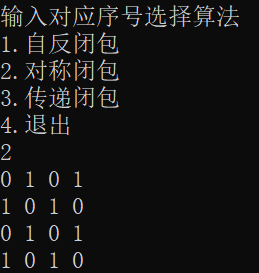 输入对应序号选择算法
1.自反闭包
2.对称闭包
3.传递闭包
4.退出
2
0 1 0 1
1 0 1 0
0 1 0 1
1 0 1 0